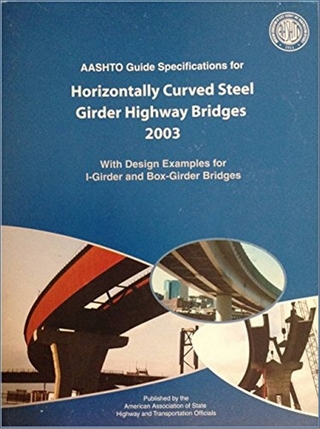 AASHTO Guide Specifications for
Horizontally Curved Steel
Girder Highway Bridges
2003
With Design Examples for
I-Girder and Box-Girder Bridges
Published by the
American Association of State
Highway and Transportation Officials